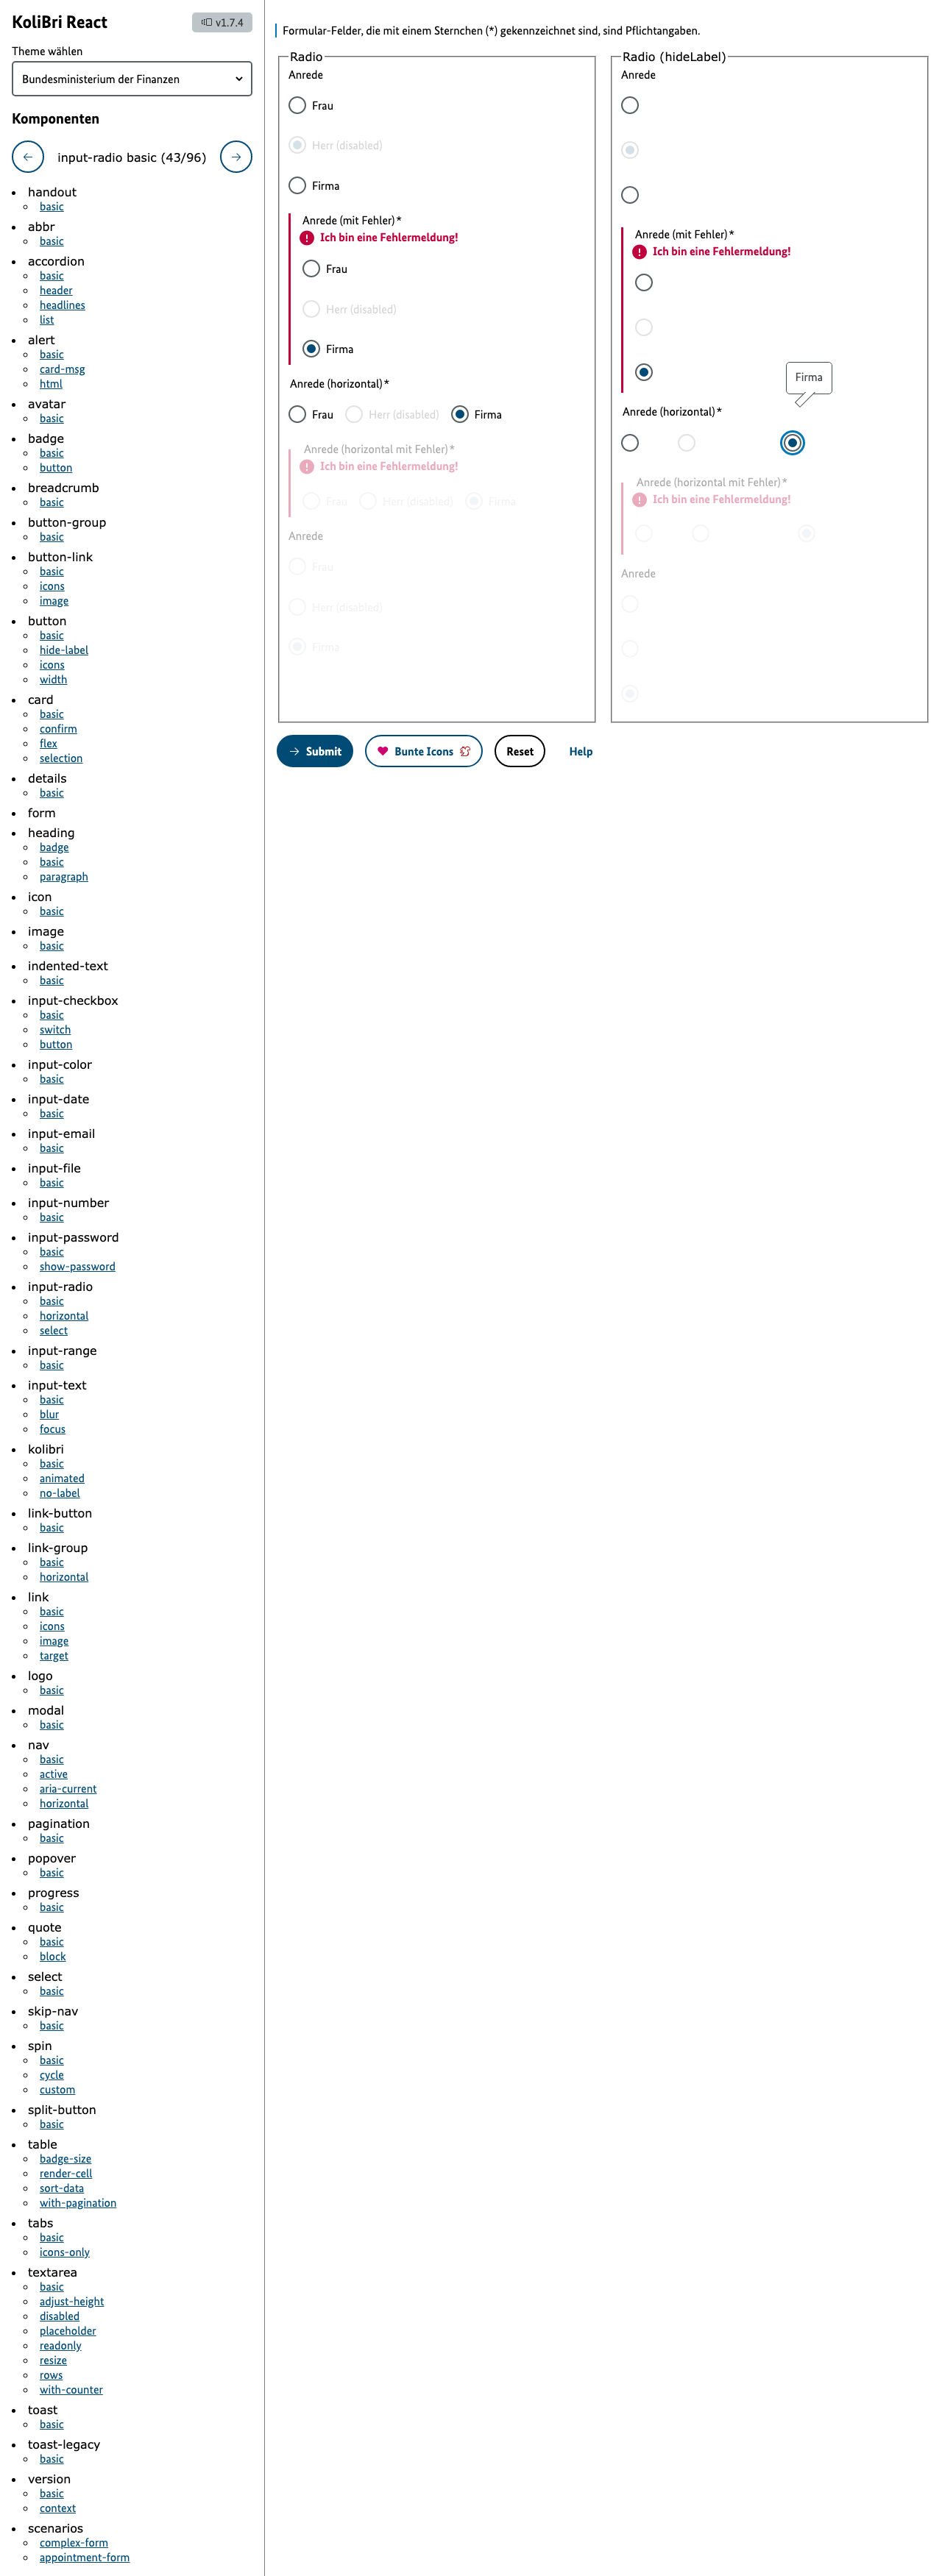 KoliBri React
v1.7.4
Theme wählen
Bundesministerium der Finanzen
Komponenten
input-radio basic (43/96)
handout
basic
abbr
basic
accordion
basic
header
headlines
list
alert
basic
card-msg
html
avatar
basic
badge
basic
button
breadcrumb
basic
button-group
basic
button-link
basic
icons
image
button
basic
hide-label
icons
width
card
basic
confirm
flex
selection
details
basic
form
heading
badge
basic
paragraph
icon
basic
image
basic
indented-text
basic
input-checkbox
basic
switch
button
input-color
basic
input-date
basic
input-email
basic
input-file
basic
input-number
basic
input-password
basic
show-password
input-radio
basic
horizontal
select
input-range
basic
input-text
basic
blur
focus
kolibri
basic
animated
no-label
link-button
basic
link-group
basic
horizontal
link
basic
icons
image
target
logo
basic
modal
basic
nav
basic
active
aria-current
horizontal
pagination
basic
popover
basic
progress
basic
quote
basic
block
select
basic
skip-nav
basic
spin
basic
cycle
custom
split-button
basic
table
badge-size
render-cell
sort-data
with-pagination
tabs
basic
icons-only
textarea
basic
adjust-height
disabled
placeholder
readonly
resize
rows
with-counter
toast
basic
toast-legacy
basic
version
basic
context
scenarios
complex-form
appointment-form
Formular-Felder, die mit einem Sternchen (*) gekennzeichnet sind, sind Pflichtangaben.
Radio
Anrede
Frau
Herr (disabled)
Firma
Anrede (mit Fehler)*
Ich bin eine Fehlermeldung!
Frau
Herr (disabled)
Firma
Anrede (horizontal)*
Frau Herr (disabled) Firma
Anrede (horizontal mit Fehler)*
Ich bin eine Fehlermeldung!
Frau Herr (disabled) Firma
Anrede
Frau
Herr (disabled)
Firma
Radio (hideLabel)
Anrede
Anrede (mit Fehler)*
Ich bin eine Fehlermeldung!
Firma
Anrede (horizontal)*
Anrede (horizontal mit Fehler)*
Ich bin eine Fehlermeldung!
Anrede
Submit Bunte Icons Reset Help